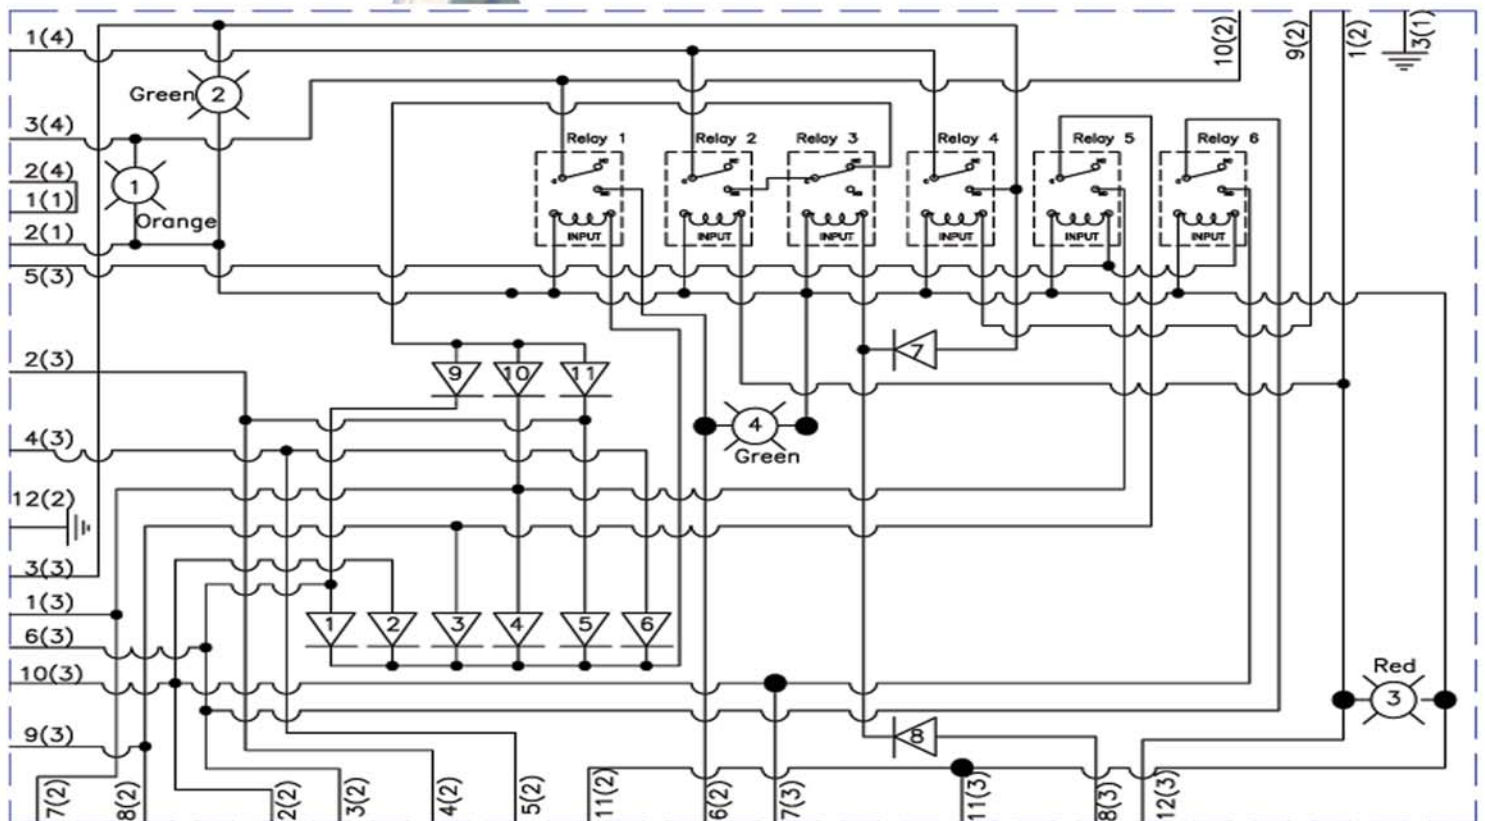 10(2)
9(2)
1(2)
3(1)
1(4)
Green 2
3(4)
Relay 1
Relay 2
Relay 3
Relay 4
Relay 5
Relay 6
2(4)
1
1(1)
Orange
2(1)
INPUT
INPUT
INPUT
INPUT
INPUT
INPUT
5(3)
7
2(3)
9
10
11
4
Green
4(3)
12(2)
3(3)
1(3)
1
2
3
4
5
6
6(3)
10(3)
Red
3
8
9(3)
7(2)
8(2)
2(2)
3(2)
4(2)
5(2)
11(2)
6(2)
7(3)
11(3)
8(3)
12(3)